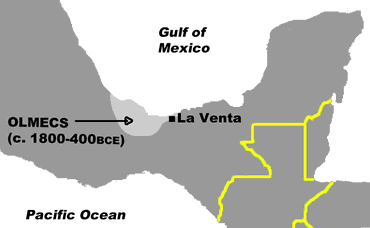 Gulf of
Mexico
La Venta
OLMECS
(c. 1800-400BCE)
Pacific Ocean